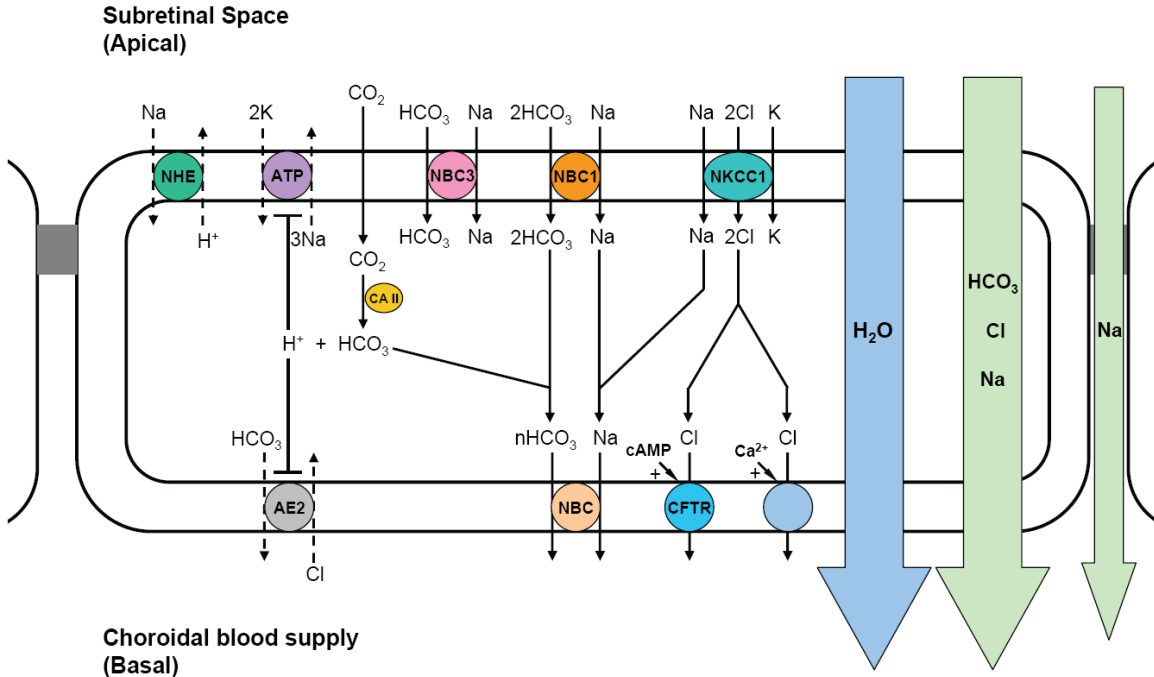 Subretinal Space
(Apical)
CO₂
Na 2K HCO₃ Na 2HCO₃ Na Na 2Cl K
NHE ATP NBC3 NBC1 NKCC1
H⁺ 3Na HCO₃ Na 2HCO₃ Na Na 2Cl K
CO₂
CA II
HCO₃
Cl
Na
H₂O
Na
H⁺ + HCO₃
HCO₃ nHCO₃ Na Cl Cl
cAMP Ca²⁺
+ +
AE2 NBC CFTR
Cl
Choroidal blood supply
(Basal)